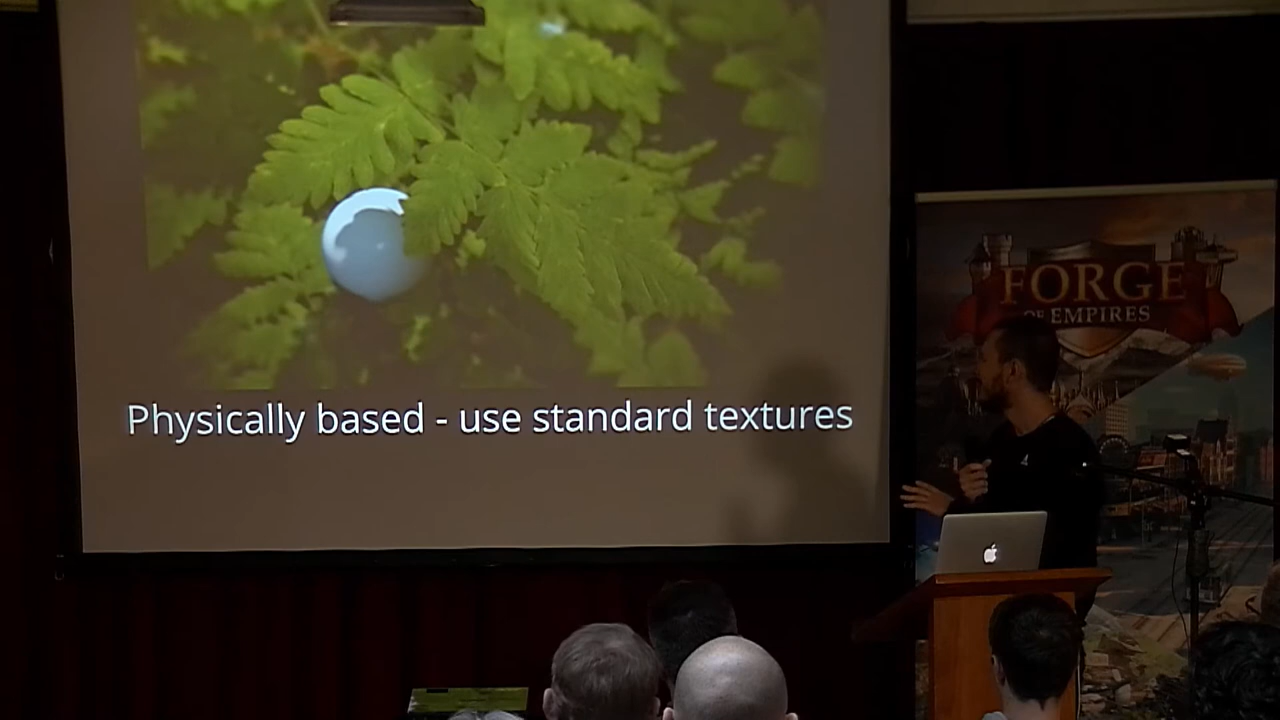 Physically based - use standard textures
FORGE
OF EMPIRES